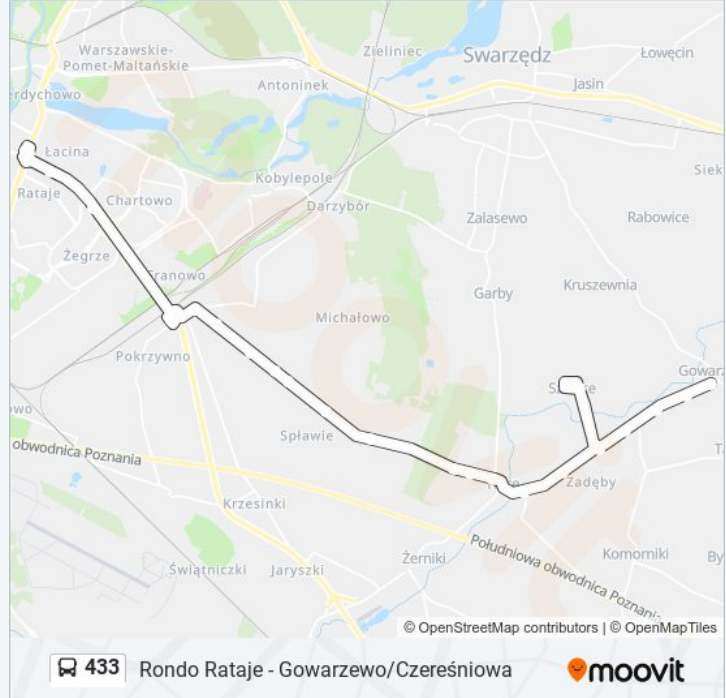 Warszawskie-
Pomet-Maltańskie
Zieliniec
Swarzędz
Łowęcin
Antoninek
Jasin
erdychowo
Łacina
Siek
Kobylepole
Rataje
Chartowo
Darzybór
Zalasewo
Rabowice
Żegrze
Franowo
Garby
Kruszewnia
Michałowo
Pokrzywno
Gowarz
owo
Spławie
obwodnica Poznania
Zadęby
Krzesinki
Południowa obwodnica Poznania
Komorniki
By
Żerniki
Świątniczki
Jaryszki
© OpenStreetMap contributors | © OpenMapTiles
433 Rondo Rataje - Gowarzewo/Czereśniowa
moovit